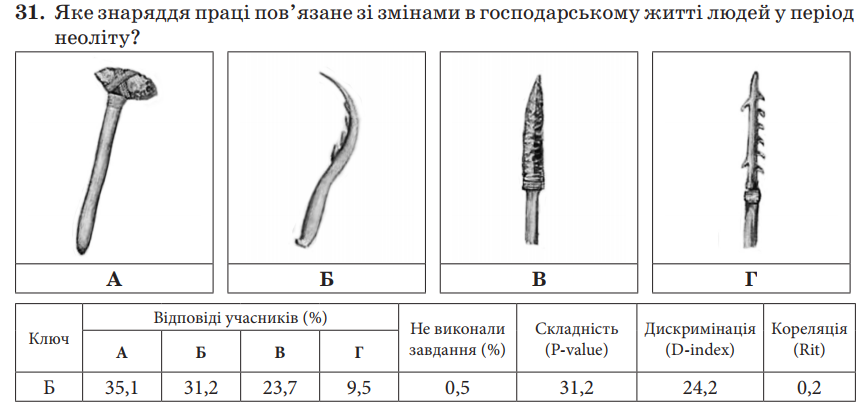 31. Яке знаряддя праці пов’язане зі змінами в господарському житті людей у період
неоліту?
А Б В Г
Ключ
Відповіді учасників (%)
Не виконали завдання (%)
Складність (P-value)
Дискримінація (D-index)
Кореляція (Rit)
А Б В Г
Б 35,1 31,2 23,7 9,5 0,5 31,2 24,2 0,2